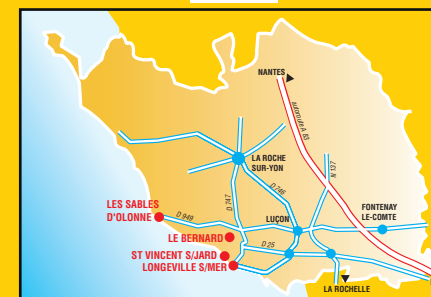 NANTES
autoroute A 83
N 137
LA ROCHE
SUR-YON
D 746
D 747
LES SABLES
D'OLONNE
D 949
LUÇON
FONTENAY
LE-COMTE
LE BERNARD
D 25
ST VINCENT S/JARD
LONGEVILLE S/MER
LA ROCHELLE